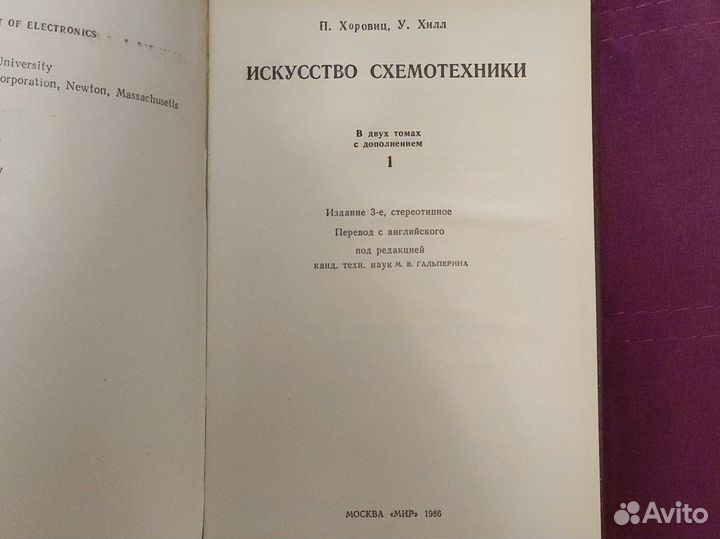 T OF ELECTRONICS
University
orporation, Newton, Massachusetts
П. Хоровиц, У. Хилл
ИСКУССТВО СХЕМОТЕХНИКИ
В двух томах
с дополнением
1
Издание 3-е, стереотипное
Перевод с английского
под редакцией
канд. техн. наук М. В. ГАЛЬПЕРИНА
МОСКВА «МИР» 1986
Avito